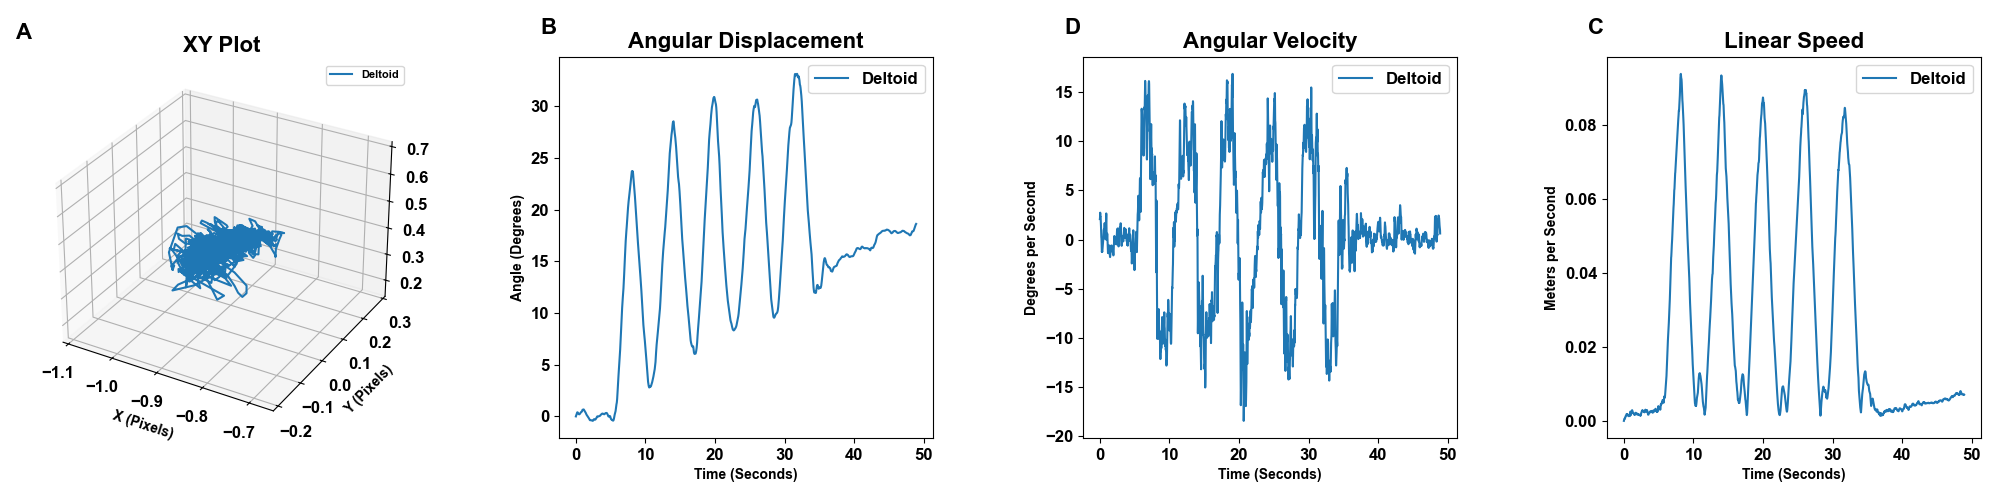 A
XY Plot
Deltoid
0.7
0.6
0.5
0.4
0.3
0.2
0.3
0.2
0.1
0.0
−0.1
−0.2
Y (Pixels)
−1.1
−1.0
−0.9
−0.8
−0.7
X (Pixels)
B
Angular Displacement
Deltoid
Angle (Degrees)
30
25
20
15
10
5
0
0 10 20 30 40 50
Time (Seconds)
D
Angular Velocity
Deltoid
Degrees per Second
15
10
5
0
−5
−10
−15
−20
0 10 20 30 40 50
Time (Seconds)
C
Linear Speed
Deltoid
Meters per Second
0.08
0.06
0.04
0.02
0.00
0 10 20 30 40 50
Time (Seconds)